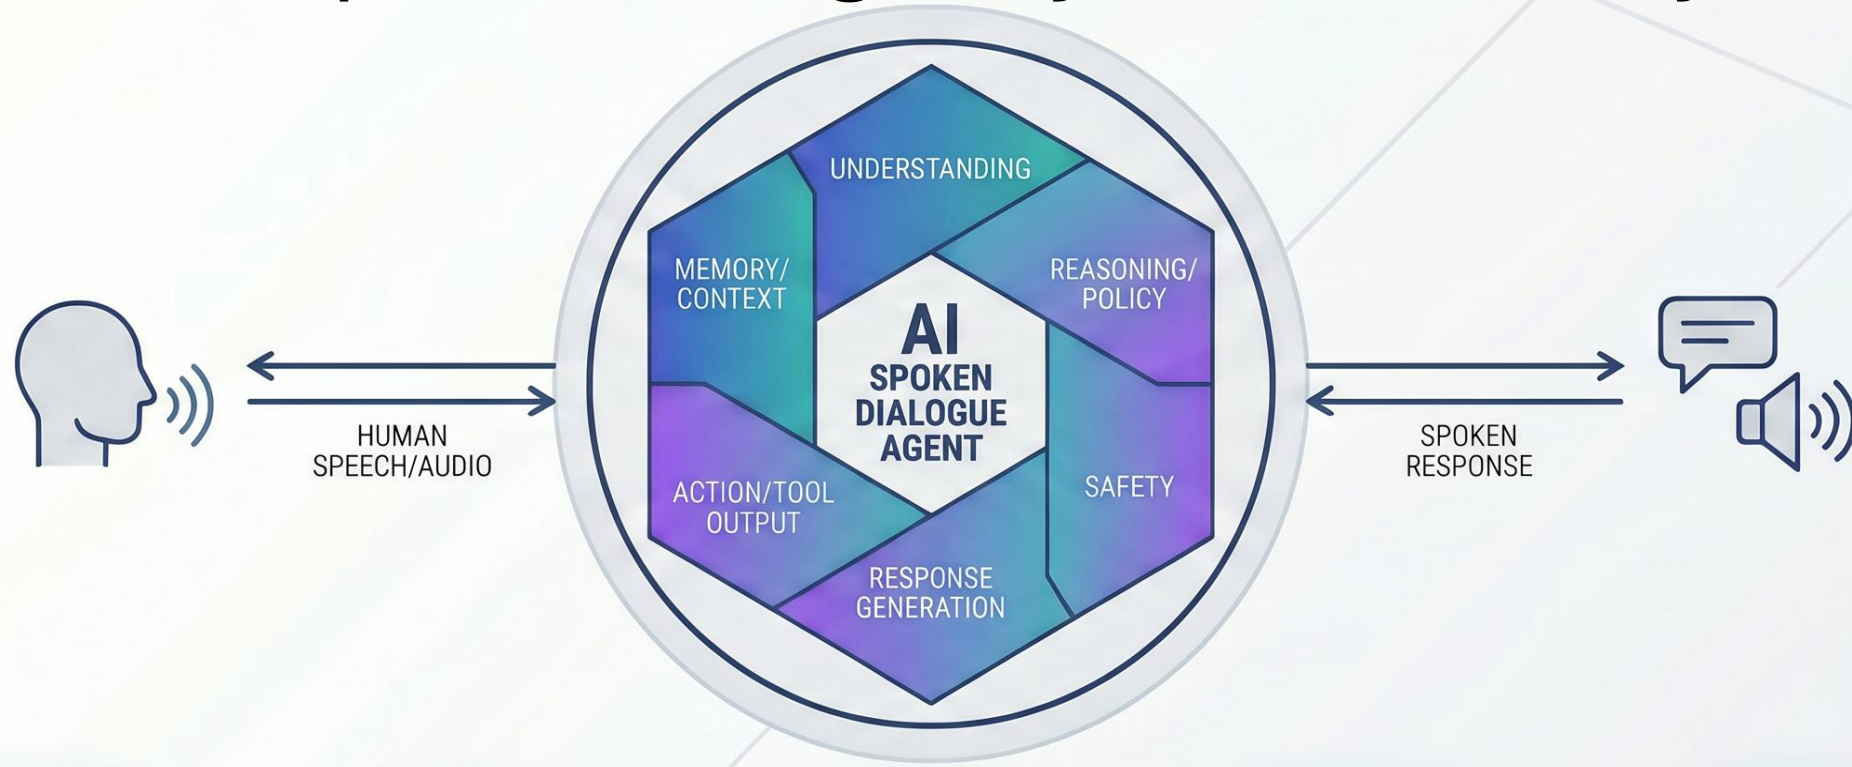 UNDERSTANDING
MEMORY/
CONTEXT
REASONING/
POLICY
AI
SPOKEN
DIALOGUE
AGENT
HUMAN
SPEECH/AUDIO
SPOKEN
RESPONSE
ACTION/TOOL
OUTPUT
SAFETY
RESPONSE
GENERATION